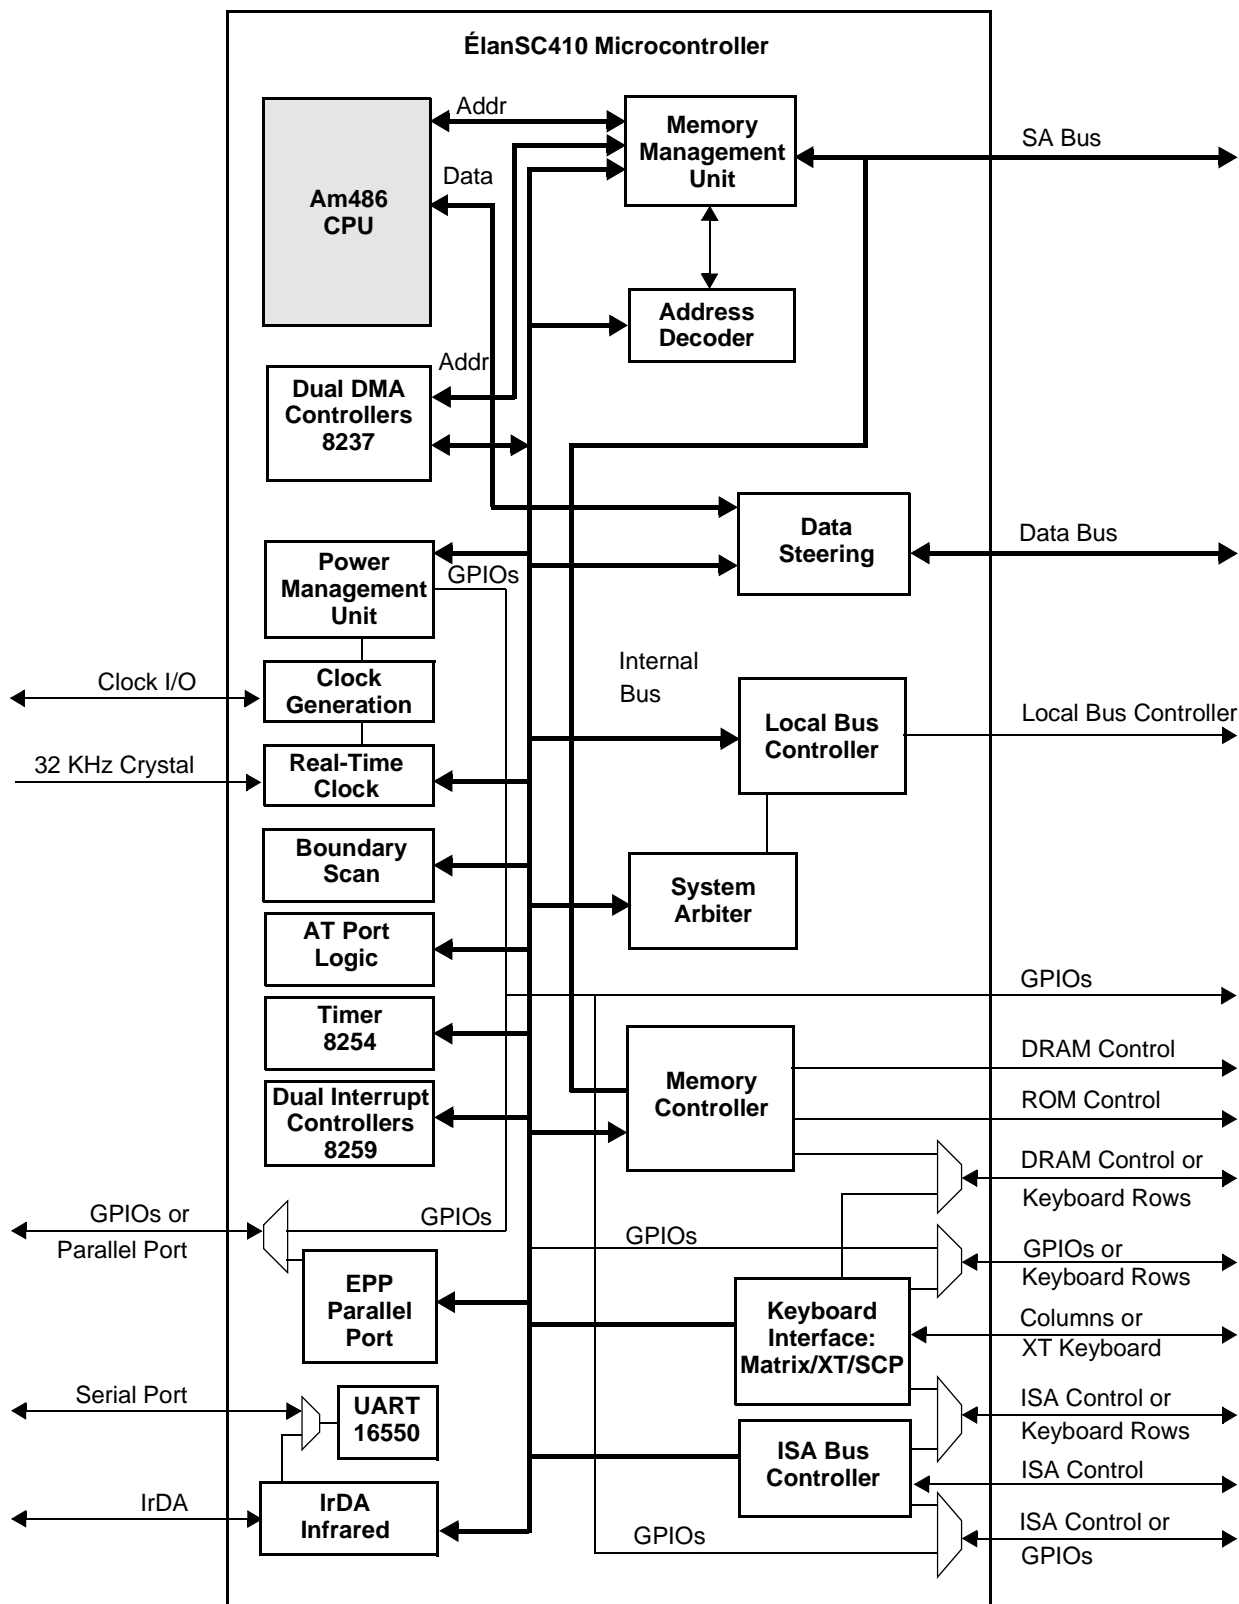 ÉlanSC410 Microcontroller
Addr
Memory
Management
Unit
SA Bus
Am486
CPU
Data
Address
Decoder
Addr
Dual DMA
Controllers
8237
Data
Steering
Data Bus
Power
Management
Unit
GPIOs
Clock I/O
Clock
Generation
Internal
Bus
Local Bus
Controller
Local Bus Controller
32 KHz Crystal
Real-Time
Clock
Boundary
Scan
System
Arbiter
AT Port
Logic
GPIOs
Timer
8254
Memory
Controller
DRAM Control
ROM Control
Dual Interrupt
Controllers
8259
DRAM Control or
Keyboard Rows
GPIOs or
Parallel Port
GPIOs
GPIOs
GPIOs or
Keyboard Rows
EPP
Parallel
Port
Keyboard
Interface:
Matrix/XT/SCP
Columns or
XT Keyboard
Serial Port
UART
16550
ISA Control or
Keyboard Rows
ISA Bus
Controller
ISA Control
IrDA
IrDA
Infrared
GPIOs
ISA Control or
GPIOs